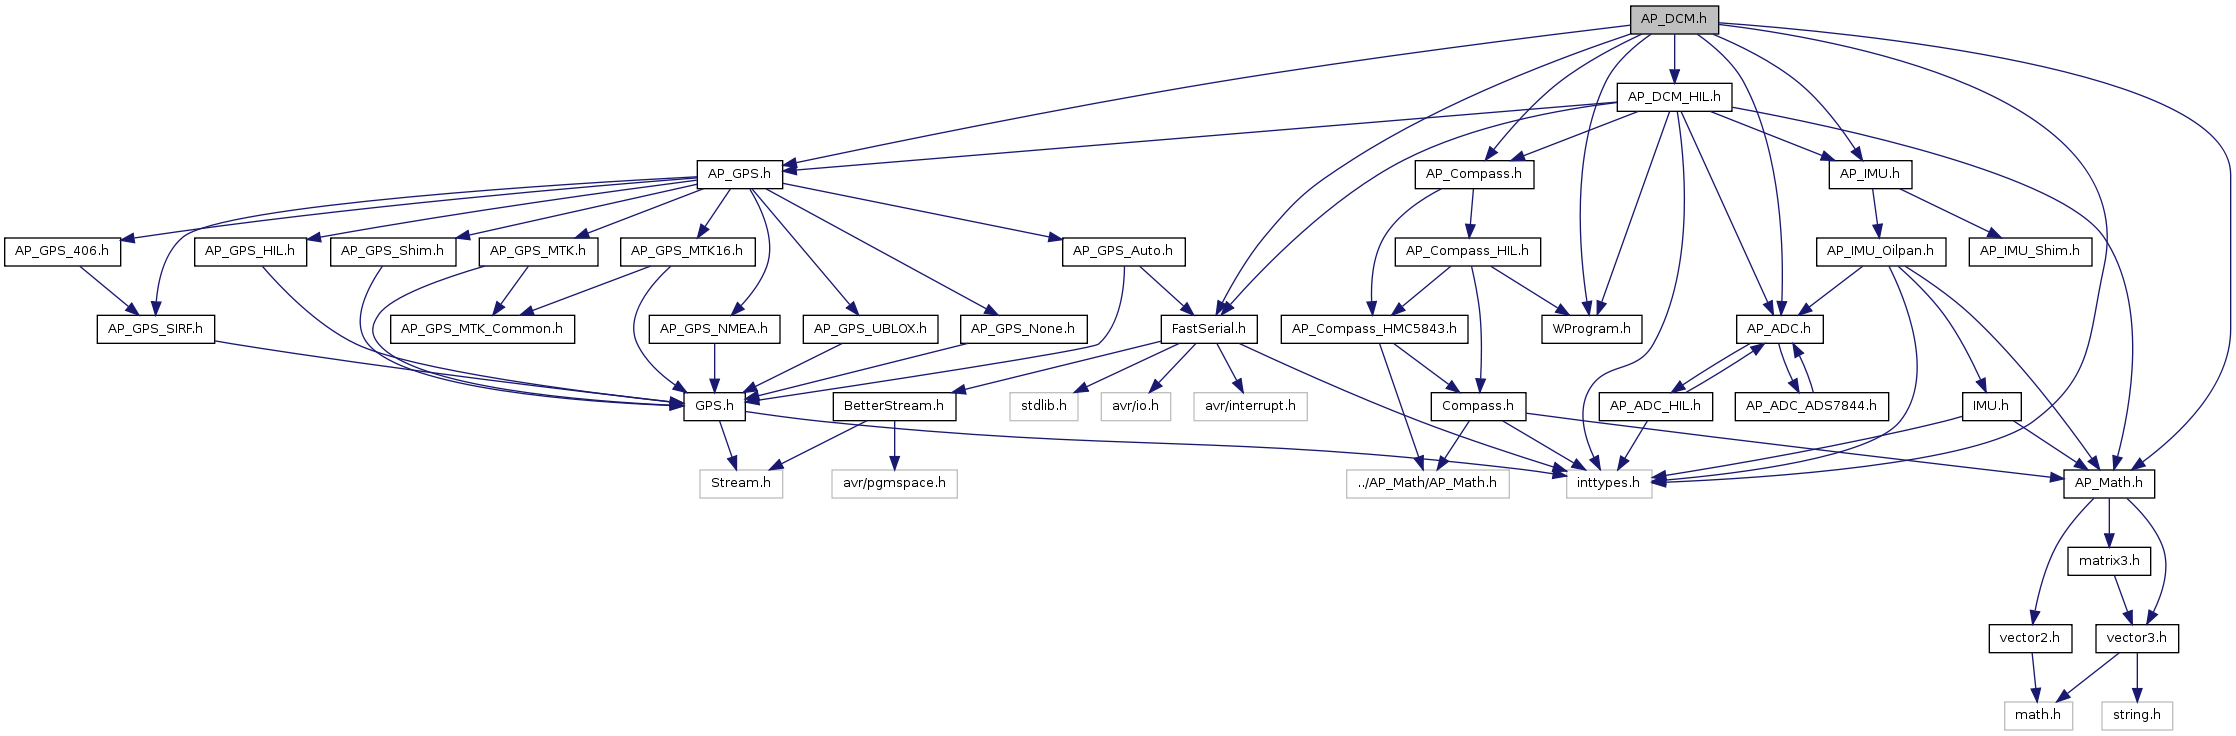 AP_DCM.h
AP_DCM_HIL.h
AP_GPS.h
AP_Compass.h
AP_IMU.h
AP_GPS_406.h
AP_GPS_HIL.h
AP_GPS_Shim.h
AP_GPS_MTK.h
AP_GPS_MTK16.h
AP_GPS_Auto.h
AP_Compass_HIL.h
AP_IMU_Oilpan.h
AP_IMU_Shim.h
AP_GPS_SIRF.h
AP_GPS_MTK_Common.h
AP_GPS_NMEA.h
AP_GPS_UBLOX.h
AP_GPS_None.h
FastSerial.h
AP_Compass_HMC5843.h
WProgram.h
AP_ADC.h
GPS.h
BetterStream.h
stdlib.h
avr/io.h
avr/interrupt.h
Compass.h
AP_ADC_HIL.h
AP_ADC_ADS7844.h
IMU.h
Stream.h
avr/pgmspace.h
../AP_Math/AP_Math.h
inttypes.h
AP_Math.h
matrix3.h
vector2.h
vector3.h
math.h
string.h